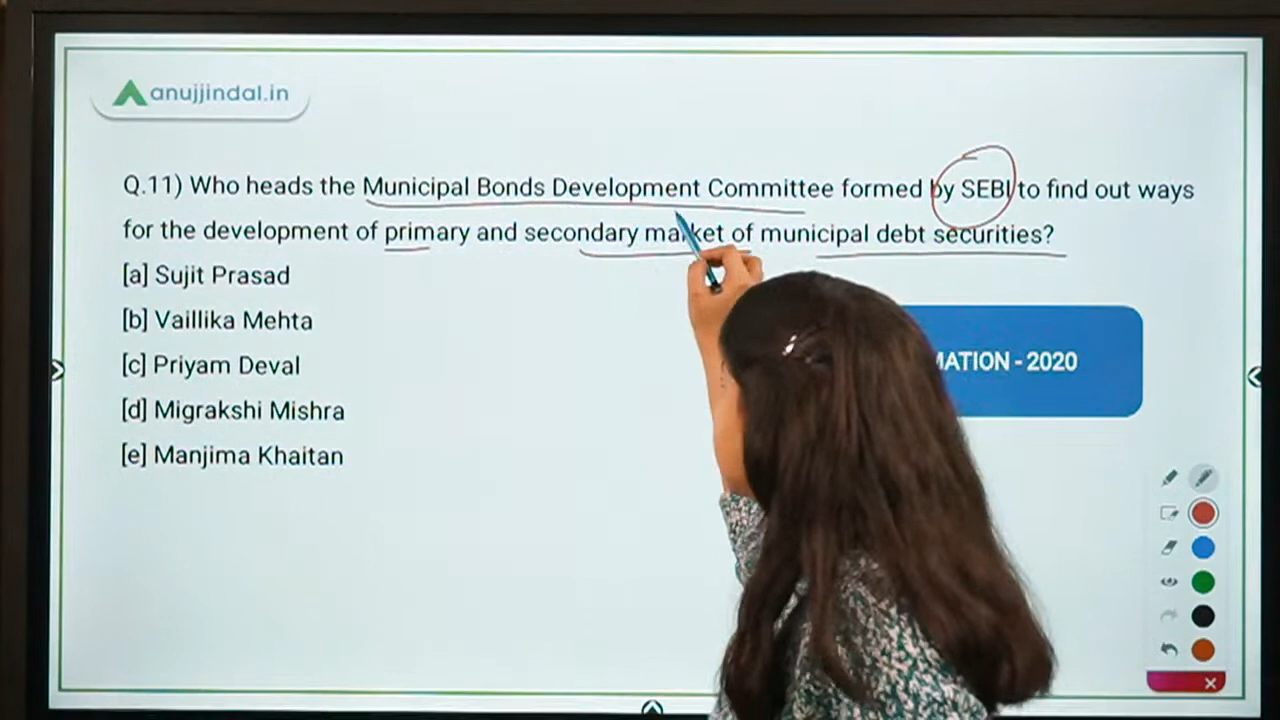 anujjindal.in
Q.11) Who heads the Municipal Bonds Development Committee formed by SEBI to find out ways
for the development of primary and secondary market of municipal debt securities?
[a] Sujit Prasad
[b] Vaillika Mehta
[c] Priyam Deval
[d] Migrakshi Mishra
[e] Manjima Khaitan
- 2020